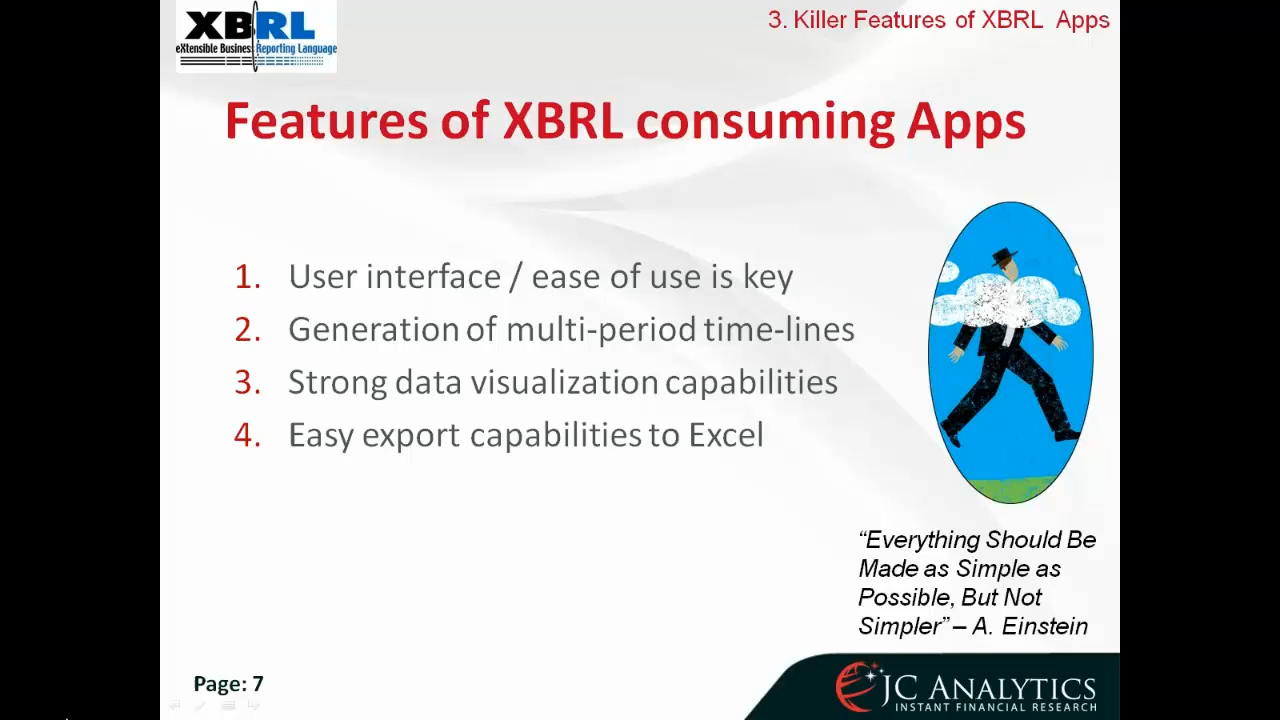 XBRL
eXtensible Business Reporting Language
3. Killer Features of XBRL Apps
Features of XBRL consuming Apps
1. User interface / ease of use is key
2. Generation of multi-period time-lines
3. Strong data visualization capabilities
4. Easy export capabilities to Excel
“Everything Should Be
Made as Simple as
Possible, But Not
Simpler” – A. Einstein
Page: 7
JC ANALYTICS
INSTANT FINANCIAL RESEARCH